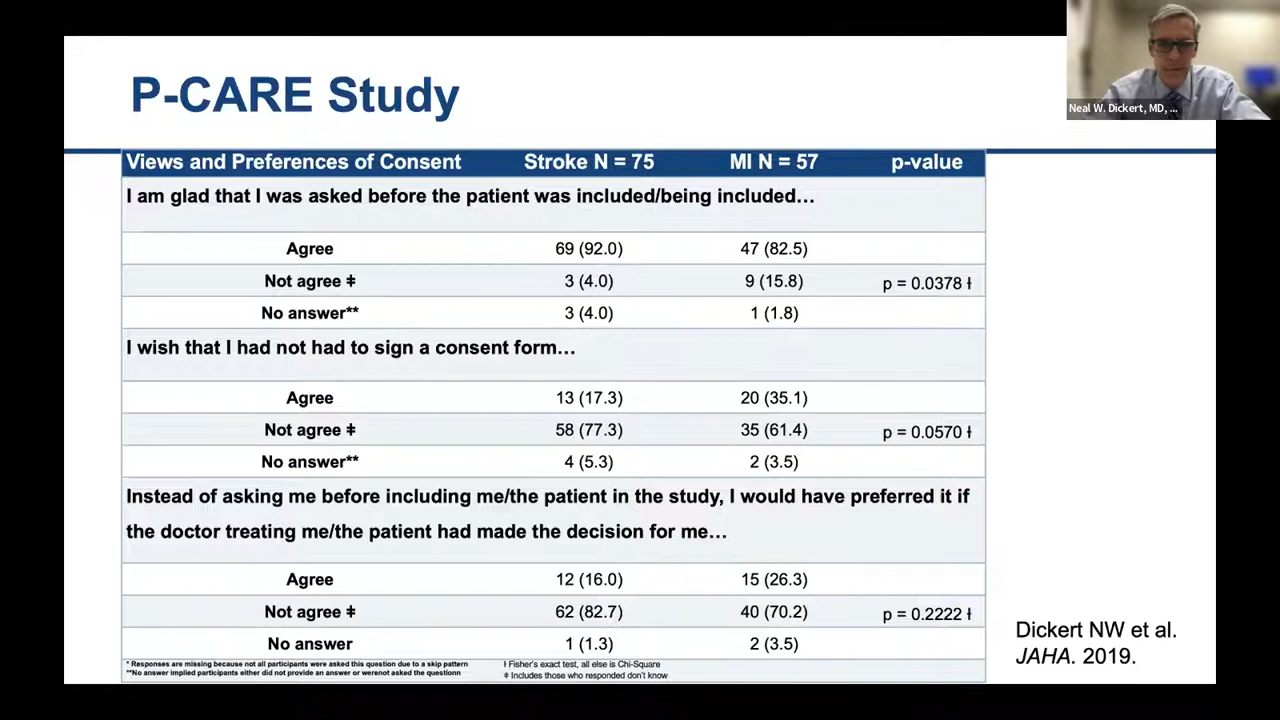 P-CARE Study
Neal W. Dickert, MD, ...
Views and Preferences of Consent Stroke N = 75 MI N = 57 p-value
I am glad that I was asked before the patient was included/being included…
Agree 69 (92.0) 47 (82.5)
Not agree ǂ 3 (4.0) 9 (15.8) p = 0.0378 ƚ
No answer** 3 (4.0) 1 (1.8)
I wish that I had not had to sign a consent form…
Agree 13 (17.3) 20 (35.1)
Not agree ǂ 58 (77.3) 35 (61.4) p = 0.0570 ƚ
No answer** 4 (5.3) 2 (3.5)
Instead of asking me before including me/the patient in the study, I would have preferred it if
the doctor treating me/the patient had made the decision for me…
Agree 12 (16.0) 15 (26.3)
Not agree ǂ 62 (82.7) 40 (70.2) p = 0.2222 ƚ
No answer 1 (1.3) 2 (3.5)
* Responses are missing because not all participants were asked this question due to a skip pattern
**No answer implied participants either did not provide an answer or werenot asked the questionn
ƚ Fisher's exact test, all else is Chi-Square
ǂ Includes those who responded don't know
Dickert NW et al.
JAHA. 2019.